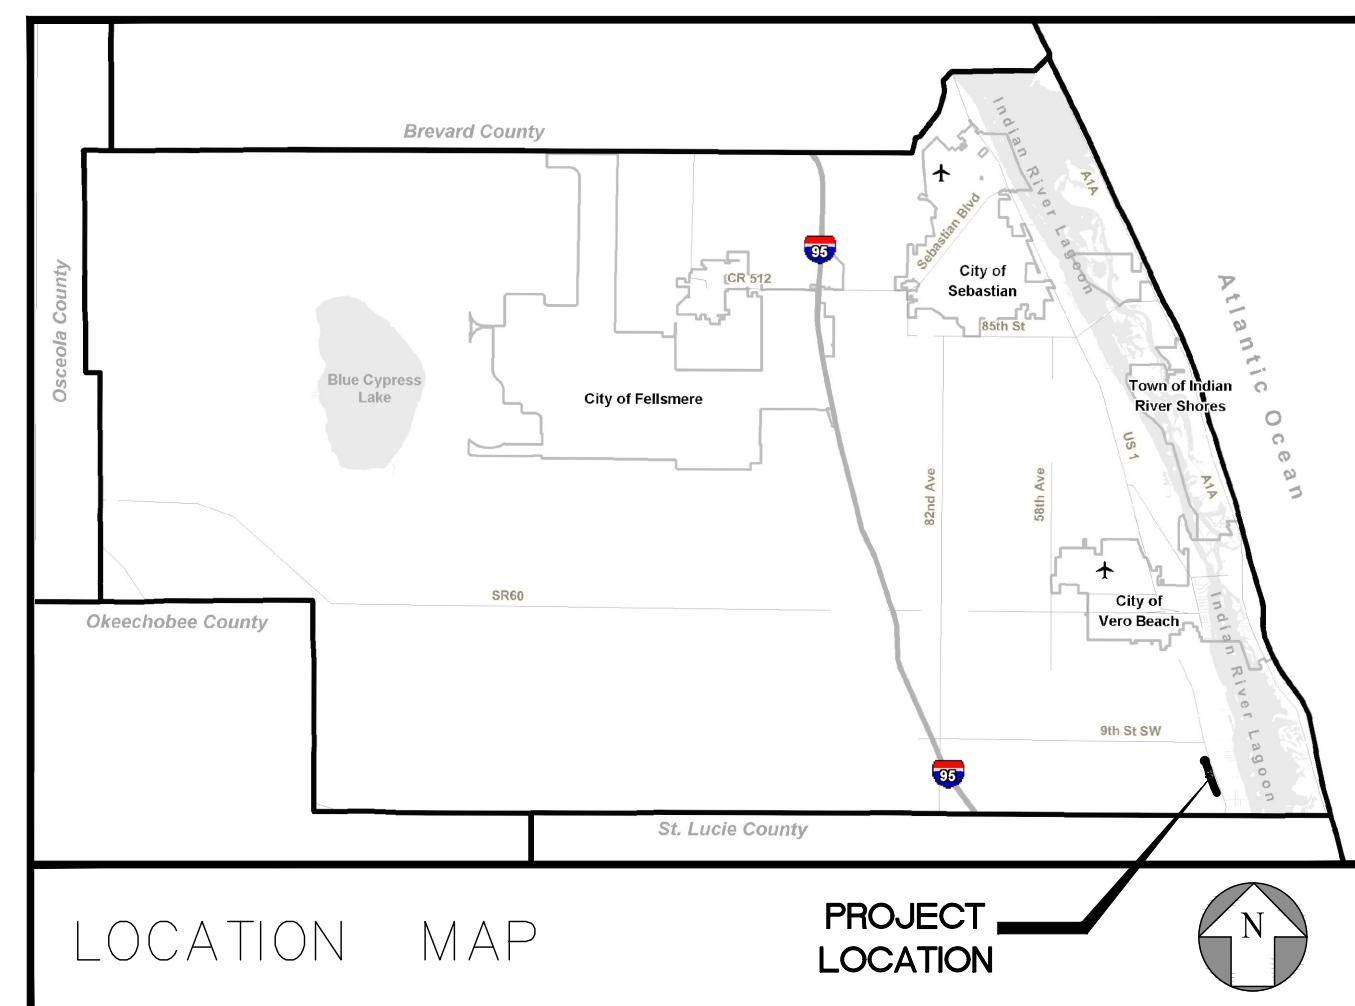 Brevard County
Indian River Lagoon
A1A
Sebastian Blvd
95
Osceola County
City of
Sebastian
CR 512
Atlantic Ocean
85th St
Blue Cypress
Lake
City of Fellsmere
Town of Indian
River Shores
US 1
82nd Ave
58th Ave
A1A
SR60
City of
Vero Beach
Okeechobee County
Indian River Lagoon
9th St SW
95
St. Lucie County
LOCATION MAP
PROJECT
LOCATION
N